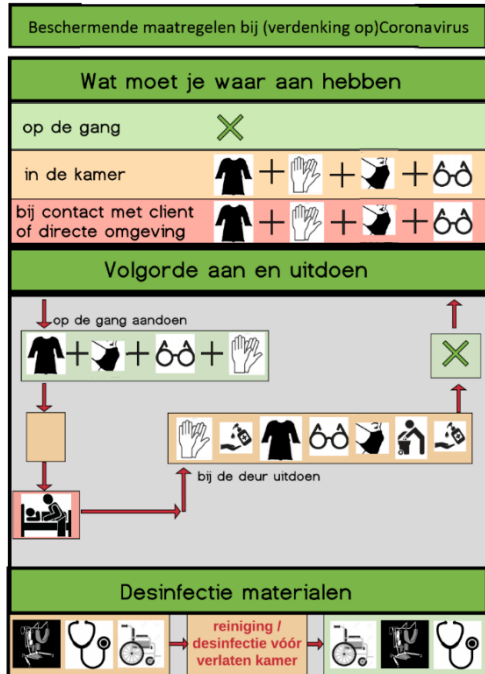 Beschermende maatregelen bij (verdenking op)Coronavirus
Wat moet je waar aan hebben
op de gang
in de kamer
bij contact met client
of directe omgeving
Volgorde aan en uitdoen
op de gang aandoen
bij de deur uitdoen
Desinfectie materialen
reiniging /
desinfectie vóór
verlaten kamer